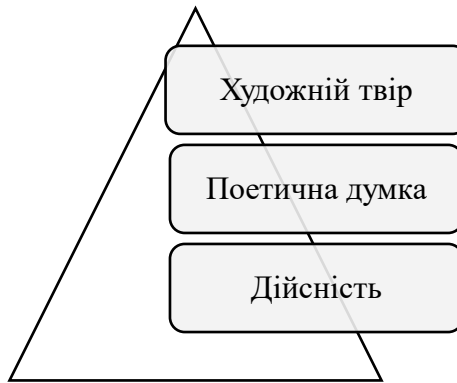 Художній твір
Поетична думка
Дійсність